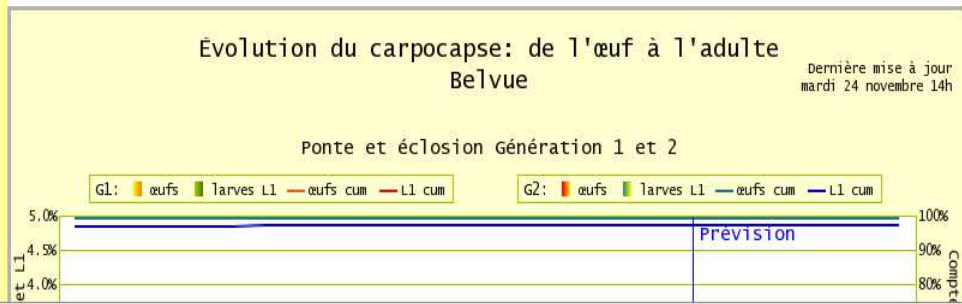 Évolution du carpocapse: de l'œuf à l'adulte
Belvue
Dernière mise à jour
mardi 24 novembre 14h
Ponte et éclosion Génération 1 et 2
G1: œufs larves L1 œufs cum L1 cum
G2: œufs larves L1 œufs cum L1 cum
5.0% 100%
Prévision
4.5% 90%
4.0% 80%
et L1